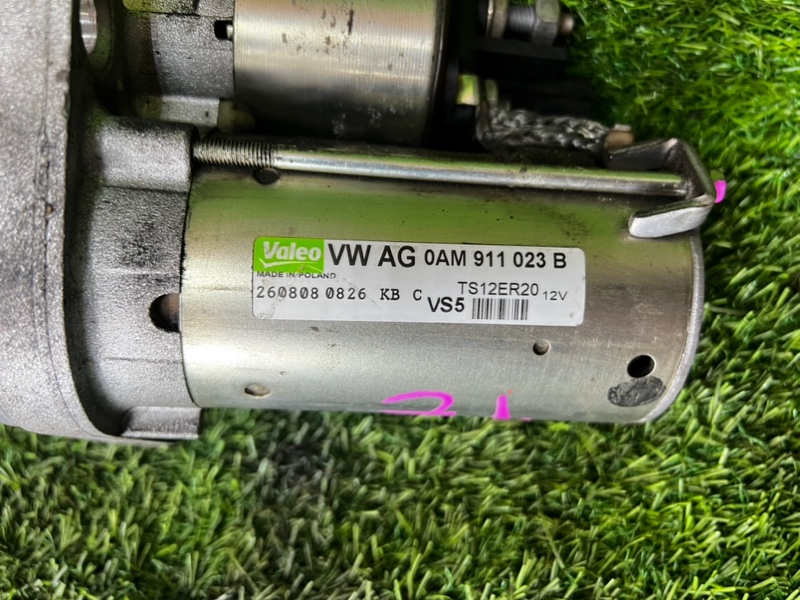 Valeo VW AG 0AM 911 023 B
MADE IN POLAND
TS12ER20 12V
260808 0826 KB C
VS5